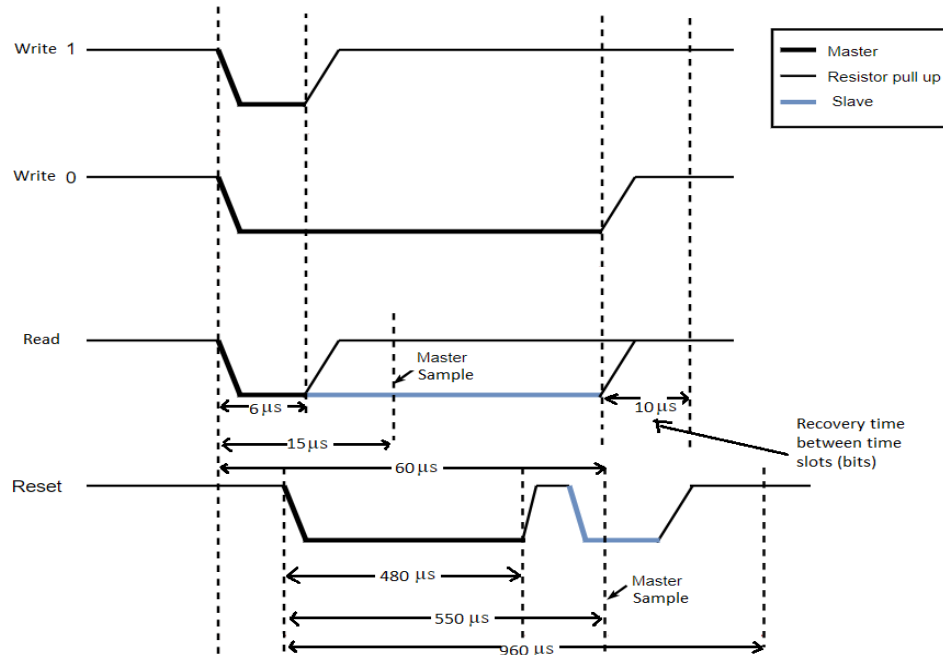 Write 1
Master
Resistor pull up
Slave
Write 0
Read
Master
Sample
6 μs
10 μs
15 μs
Recovery time
between time
slots (bits)
60 μs
Reset
480 μs
Master
Sample
550 μs
960 μs